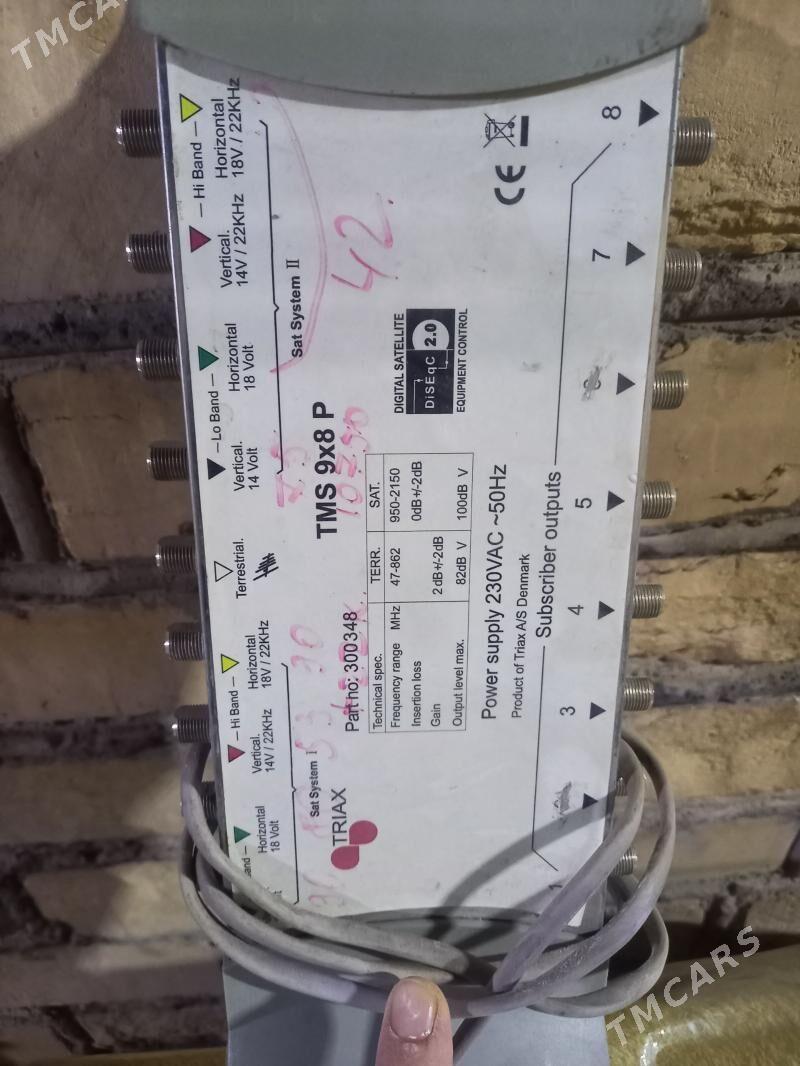 TMCARS
Horizontal 18 Volt
Vertical. 14V / 22KHz
– Hi Band –
Horizontal 18V / 22KHz
Terrestrial.
Vertical. 14 Volt
– Lo Band –
Horizontal 18 Volt
Vertical. 14V / 22KHz
– Hi Band –
Horizontal 18V / 22KHz
Sat System I
Sat System II
42
TRIAX
Part no: 300348
TMS 9x8 P
Technical spec. TERR. SAT.
Frequency range MHz 47-862 950-2150
Insertion loss 0dB+/-2dB
Gain 2dB+/-2dB
Output level max. 82dB V 100dB V
DIGITAL SATELLITE
DiSEqC 2.0
EQUIPMENT CONTROL
CE
Power supply 230VAC ~50Hz
Product of Triax A/S Denmark
Subscriber outputs
1 3 4 5 7 8
TMCARS